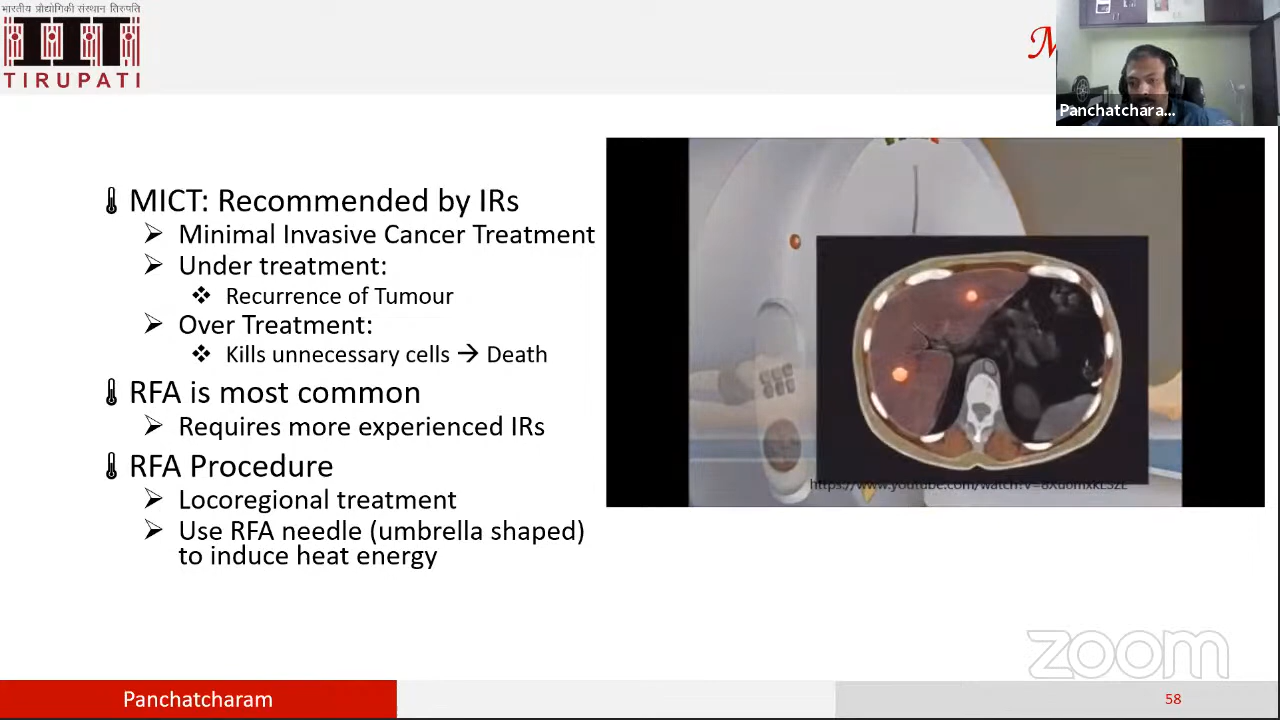 भारतीय प्रौद्योगिकी संस्थान तिरुपति
TIRUPATI
Panchatchara...
MICT: Recommended by IRs
Minimal Invasive Cancer Treatment
Under treatment:
Recurrence of Tumour
Over Treatment:
Kills unnecessary cells → Death
RFA is most common
Requires more experienced IRs
RFA Procedure
Locoregional treatment
Use RFA needle (umbrella shaped)
to induce heat energy
zoom
Panchatcharam
58